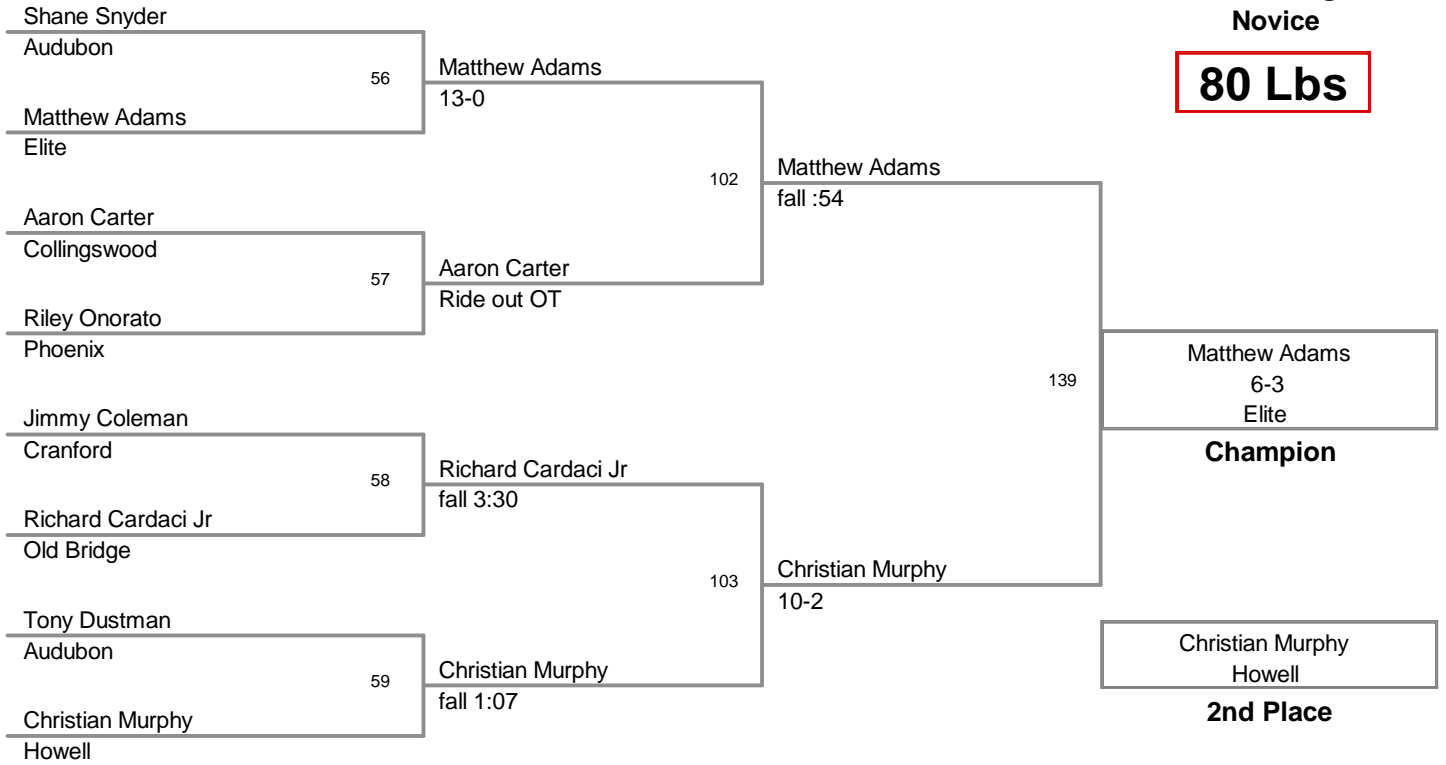 Shane Snyder
Audubon
56
Matthew Adams
Elite
Matthew Adams
13-0
Aaron Carter
Collingswood
57
Riley Onorato
Phoenix
Aaron Carter
Ride out OT
102
Matthew Adams
fall :54
Jimmy Coleman
Cranford
58
Richard Cardaci Jr
Old Bridge
Richard Cardaci Jr
fall 3:30
Tony Dustman
Audubon
59
Christian Murphy
Howell
Christian Murphy
fall 1:07
103
Christian Murphy
10-2
139
Novice
80 Lbs
Matthew Adams
6-3
Elite
Champion
Christian Murphy
Howell
2nd Place